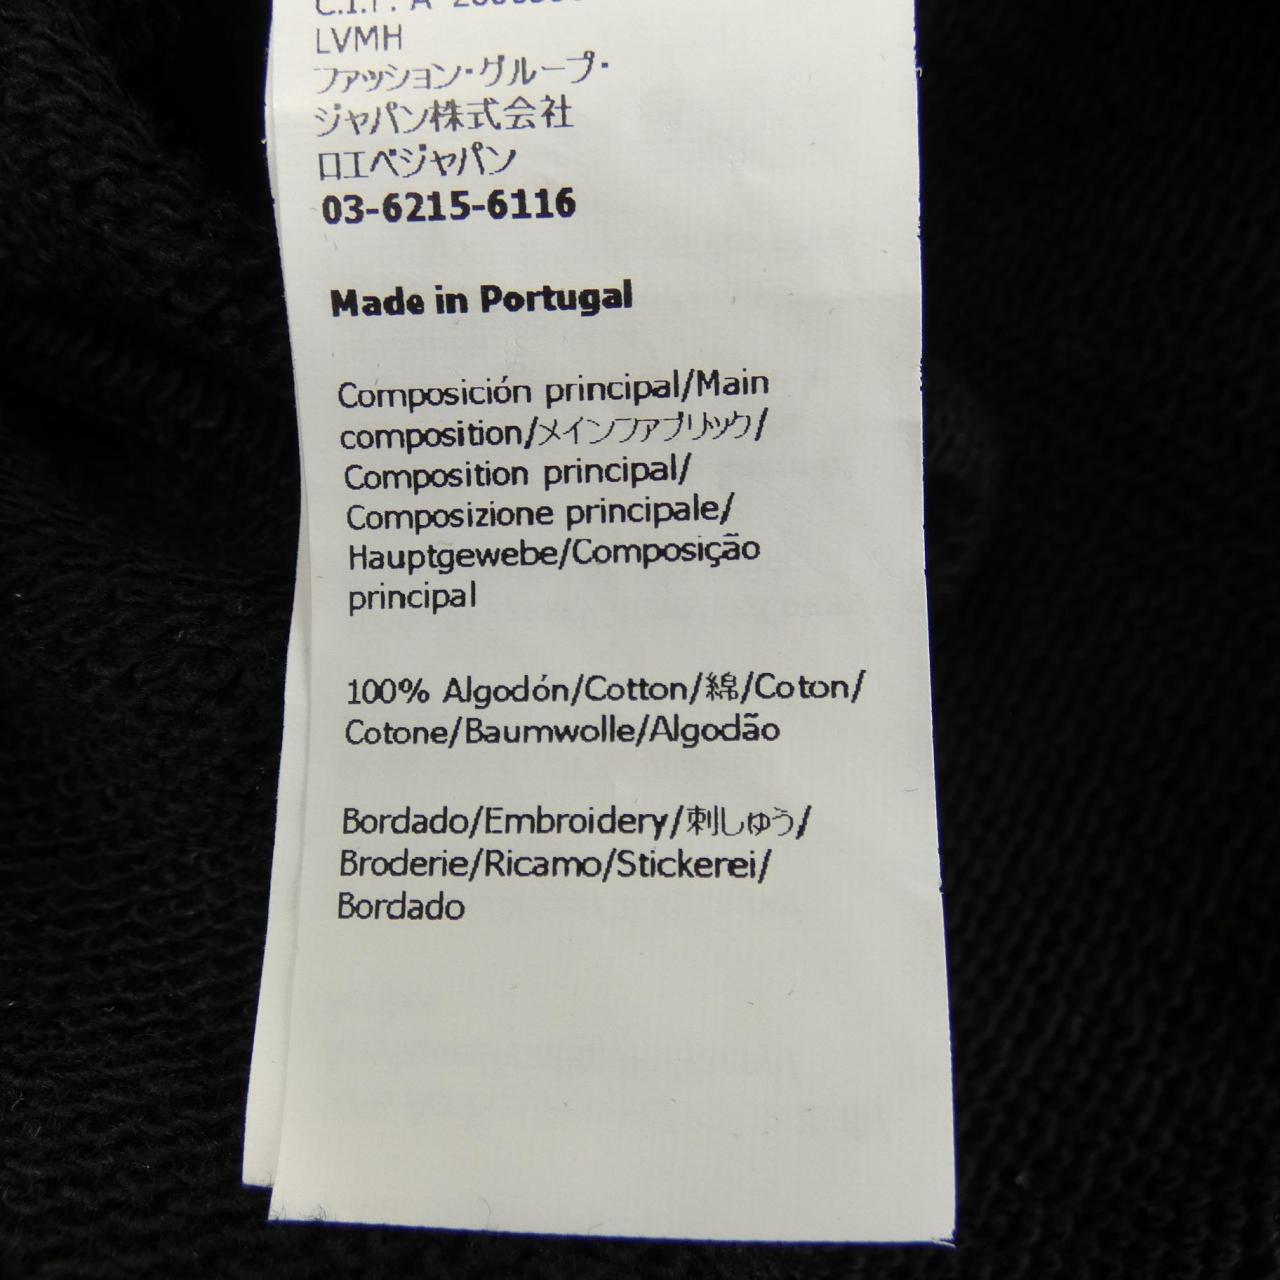 C.I.F. A
LVMH
ファッション・グループ・
ジャパン株式会社
ロエベジャパン
03-6215-6116
Made in Portugal
Composición principal/Main
composition/メインファブリック/
Composition principal/
Composizione principale/
Hauptgewebe/Composição
principal
100% Algodón/Cotton/綿/Coton/
Cotone/Baumwolle/Algodão
Bordado/Embroidery/刺しゅう/
Broderie/Ricamo/Stickerei/
Bordado